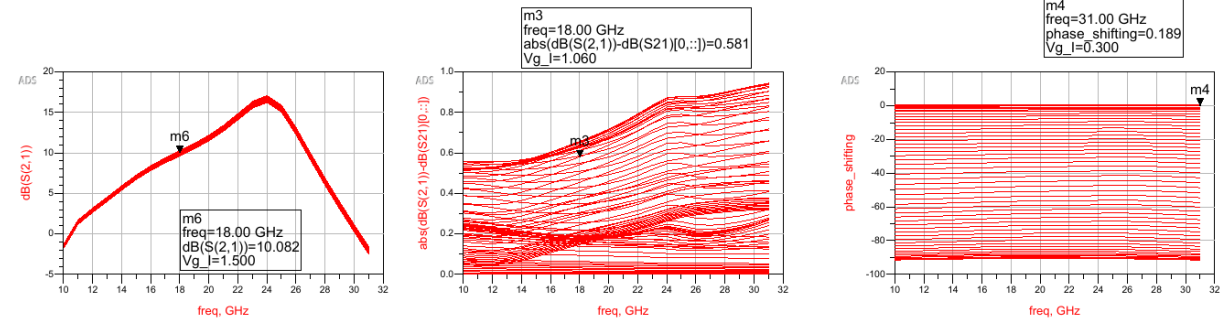 m3
freq=18.00 GHz
abs(dB(S(2,1))-dB(S21)[0,::])=0.581
Vg_I=1.060
m4
freq=31.00 GHz
phase_shifting=0.189
Vg_I=0.300
ADS
20
15
10
5
0
-5
dB(S(2,1))
m6
m6
freq=18.00 GHz
dB(S(2,1))=10.082
Vg_I=1.500
10 12 14 16 18 20 22 24 26 28 30 32
freq, GHz
ADS
1.0
0.8
0.6
0.4
0.2
0.0
abs(dB(S(2,1))-dB(S21)[0,::])
m3
10 12 14 16 18 20 22 24 26 28 30 32
freq, GHz
ADS
20
0
-20
-40
-60
-80
-100
phase_shifting
m4
10 12 14 16 18 20 22 24 26 28 30 32
freq, GHz